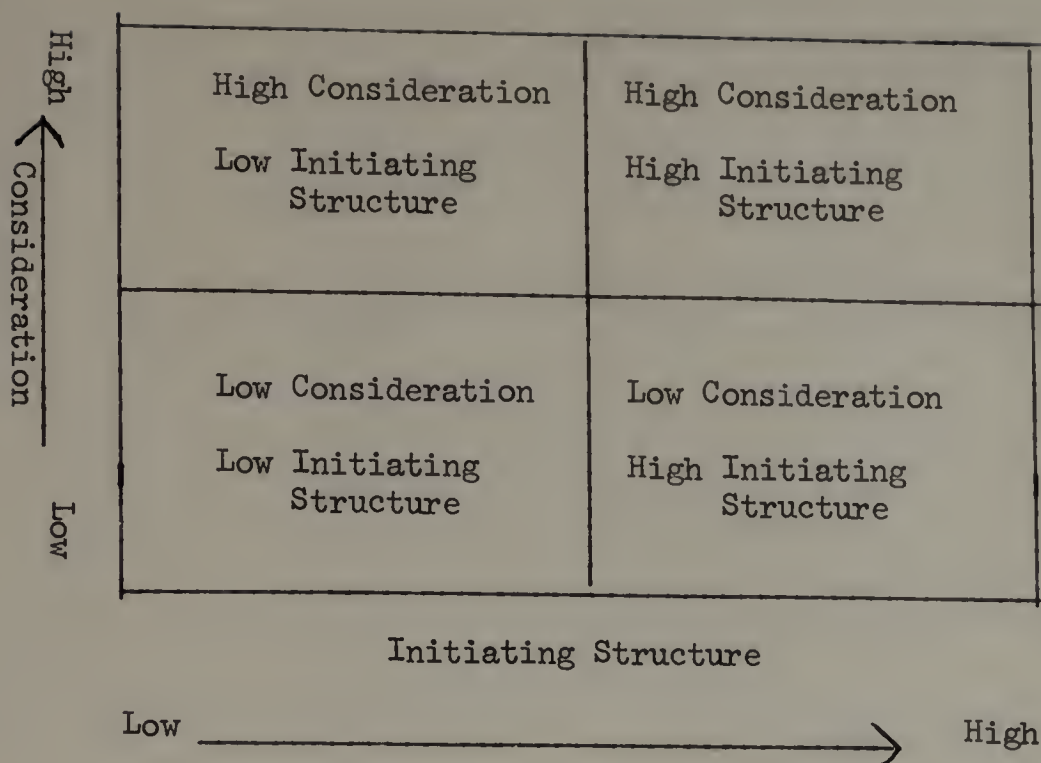 High
Consideration
Low
High Consideration
Low Initiating
Structure
High Consideration
High Initiating
Structure
Low Consideration
Low Initiating
Structure
Low Consideration
High Initiating
Structure
Initiating Structure
Low
High